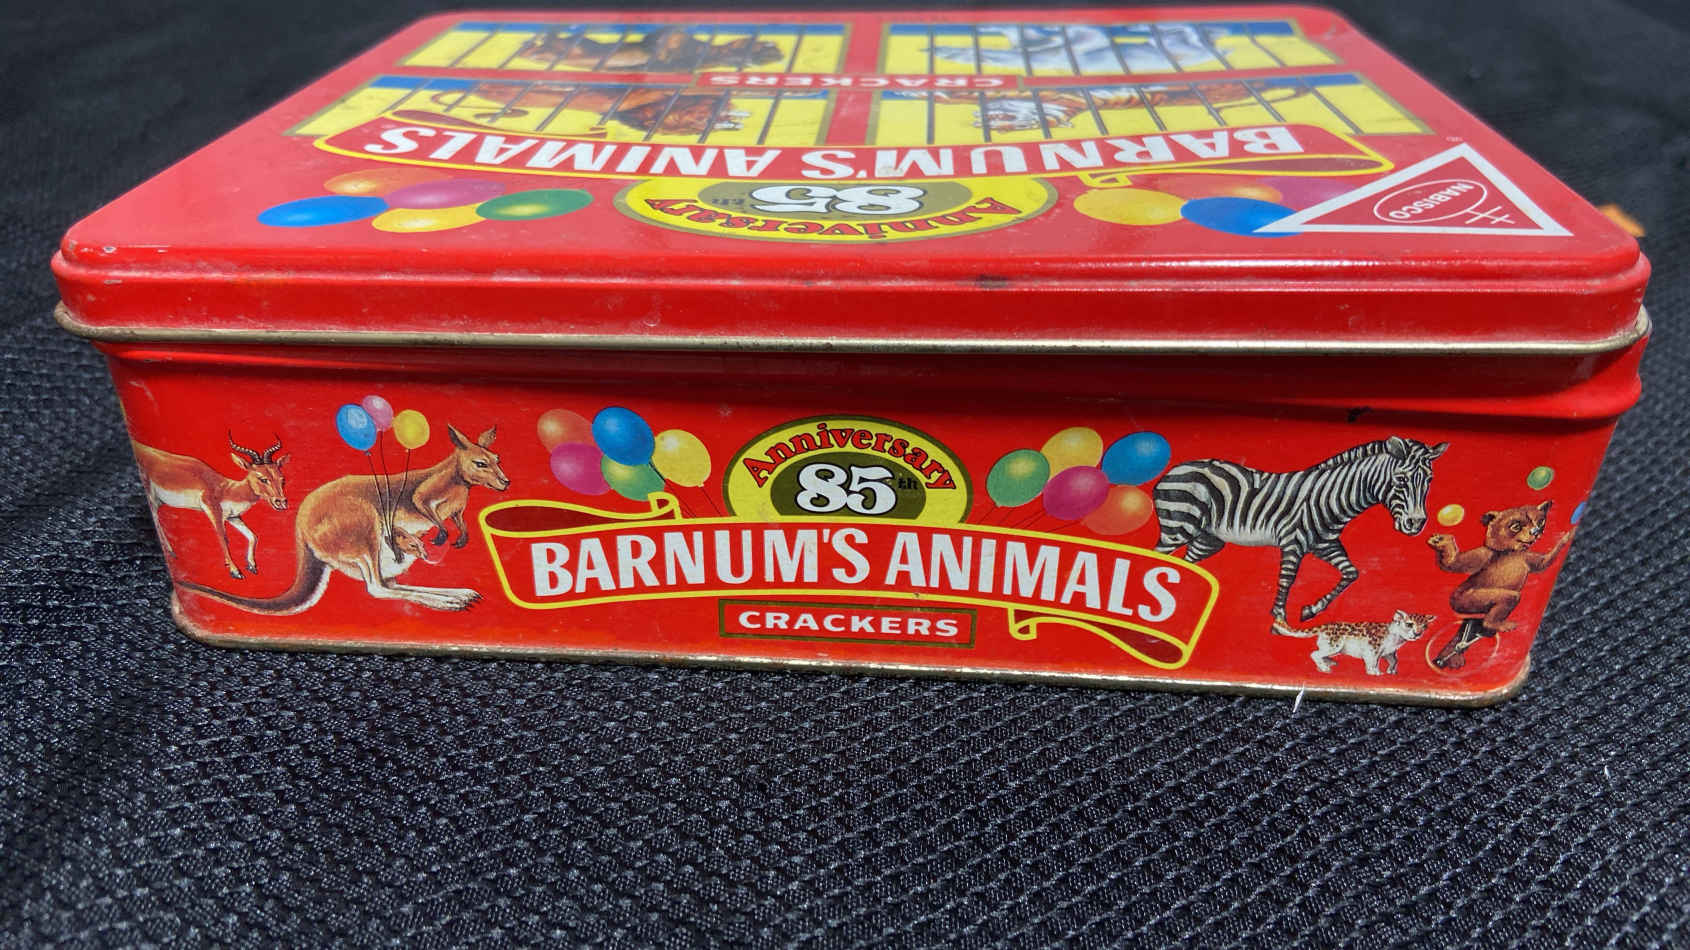 CRACKERS
BARNUM'S ANIMALS
85th
Anniversary
NABISCO
Anniversary
85th
BARNUM'S ANIMALS
CRACKERS